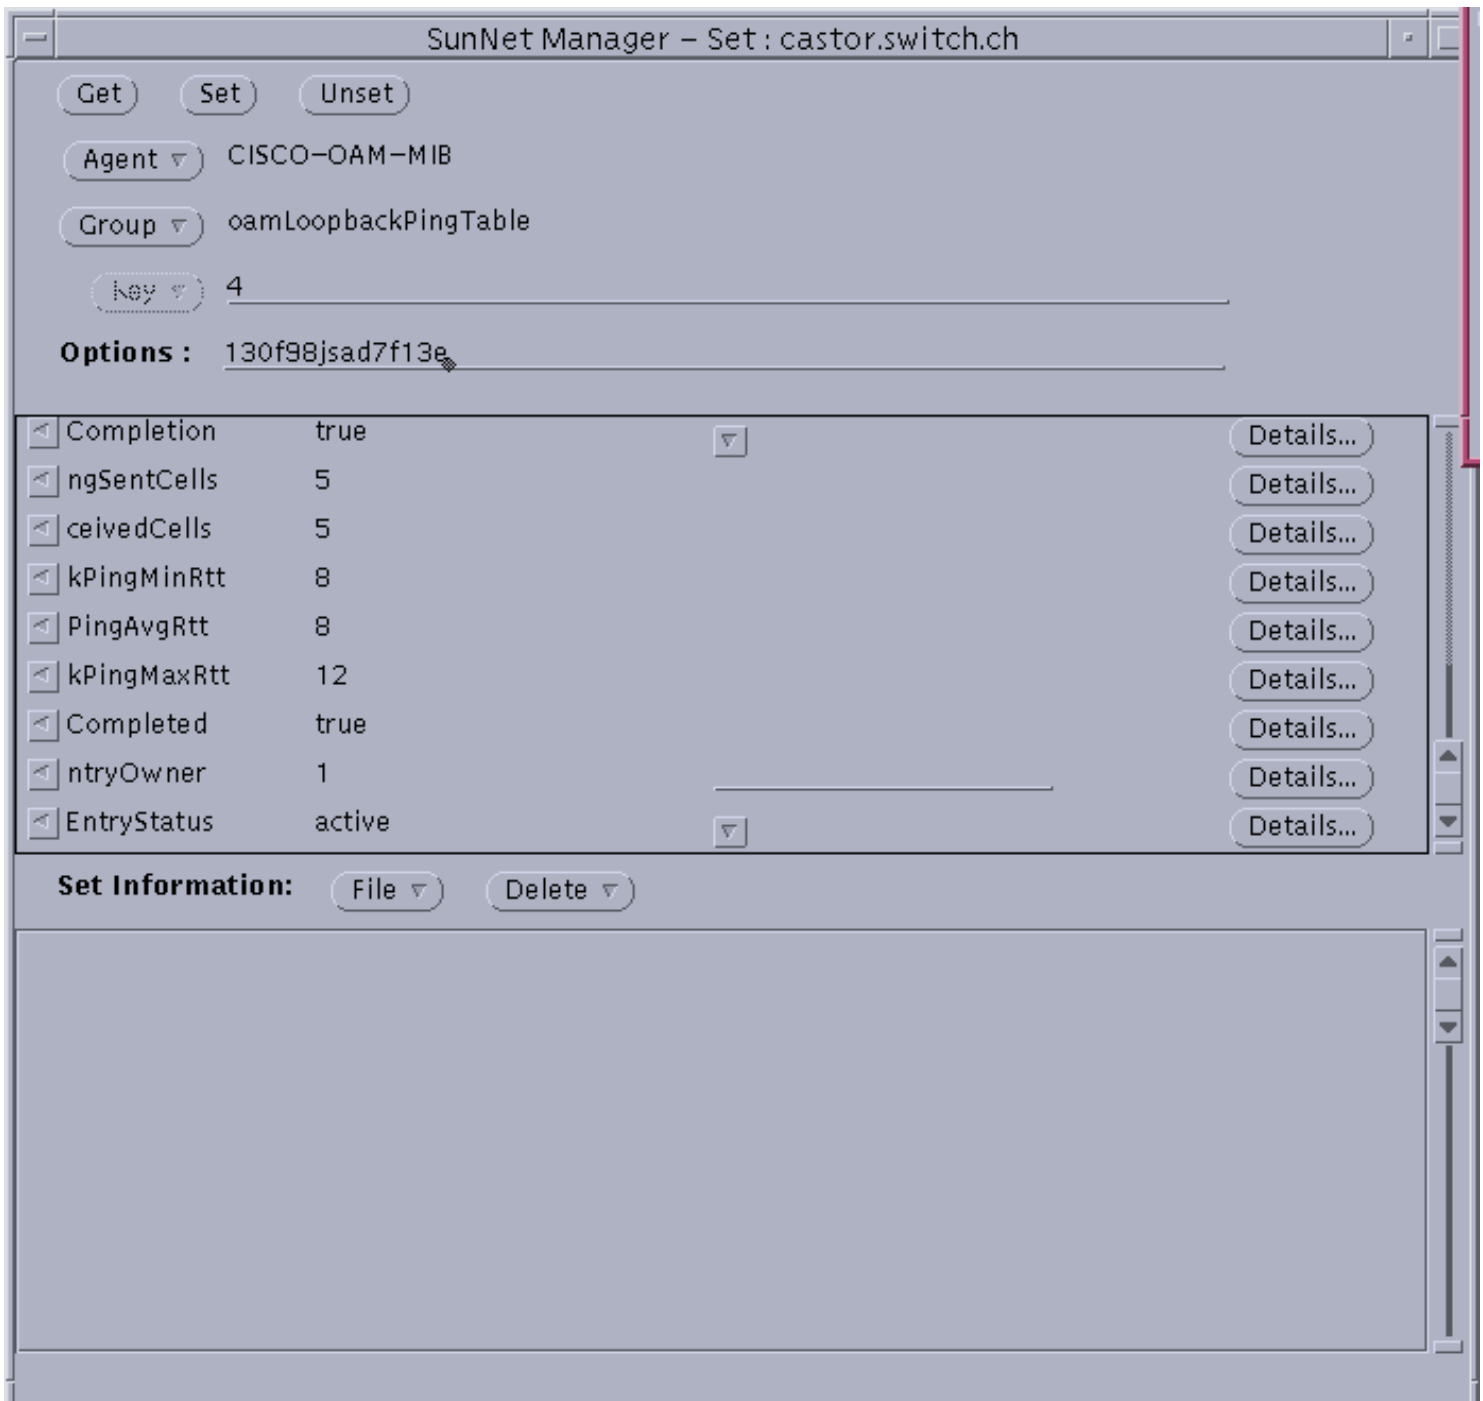 SunNet Manager – Set : castor.switch.ch
Get Set Unset
Agent CISCO–OAM–MIB
Group oamLoopbackPingTable
Key 4
Options : 130f98jsad7f13e
Completion true Details...
ngSentCells 5 Details...
ceivedCells 5 Details...
kPingMinRtt 8 Details...
PingAvgRtt 8 Details...
kPingMaxRtt 12 Details...
Completed true Details...
ntryOwner 1 Details...
EntryStatus active Details...
Set Information: File Delete